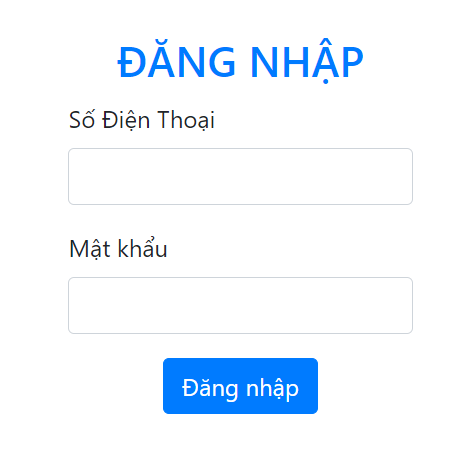 ĐĂNG NHẬP
Số Điện Thoại
Mật khẩu
Đăng nhập